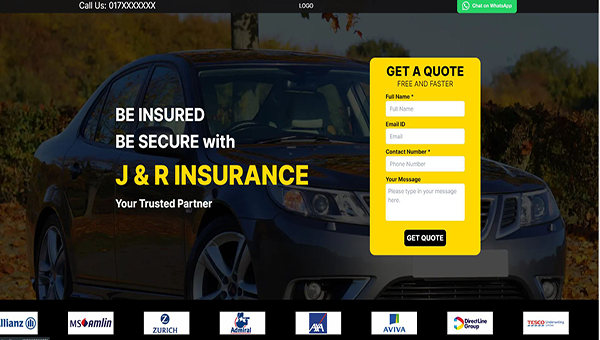 Call Us: 017XXXXXXX
LOGO
Chat on WhatsApp
BE INSURED
BE SECURE with
J & R INSURANCE
Your Trusted Partner
GET A QUOTE
FREE AND FASTER
Full Name *
Full Name
Email ID
Email
Contact Number *
Phone Number
Your Message
Please type in your message
here.
GET QUOTE
llianz
MS amlin
ZURICH
Admiral
AXA
AVIVA
Direct Line
Group
TESCO